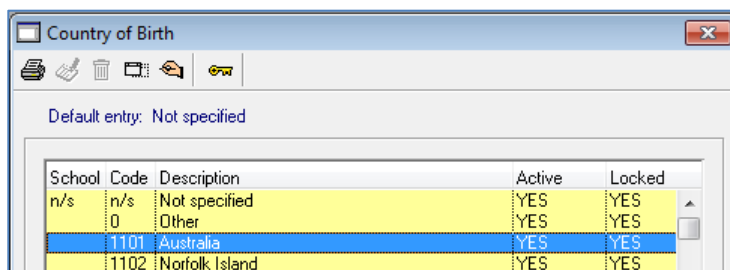 Country of Birth
Default entry: Not specified
School Code Description Active Locked
n/s n/s Not specified YES YES
0 Other YES YES
1101 Australia YES YES
1102 Norfolk Island YES YES